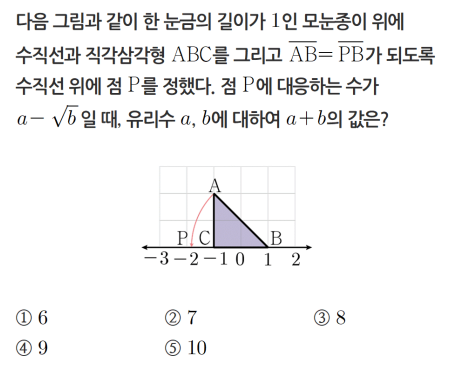 다음 그림과 같이 한 눈금의 길이가 1인 모눈종이 위에
수직선과 직각삼각형 ABC를 그리고 $\overline{AB}=\overline{PB}$가 되도록
수직선 위에 점 P를 정했다. 점 P에 대응하는 수가
$a-\sqrt{b}$일 때, 유리수 a, b에 대하여 a+b의 값은?
A
P C B
−3 −2 −1 0 1 2
① 6 ② 7 ③ 8
④ 9 ⑤ 10